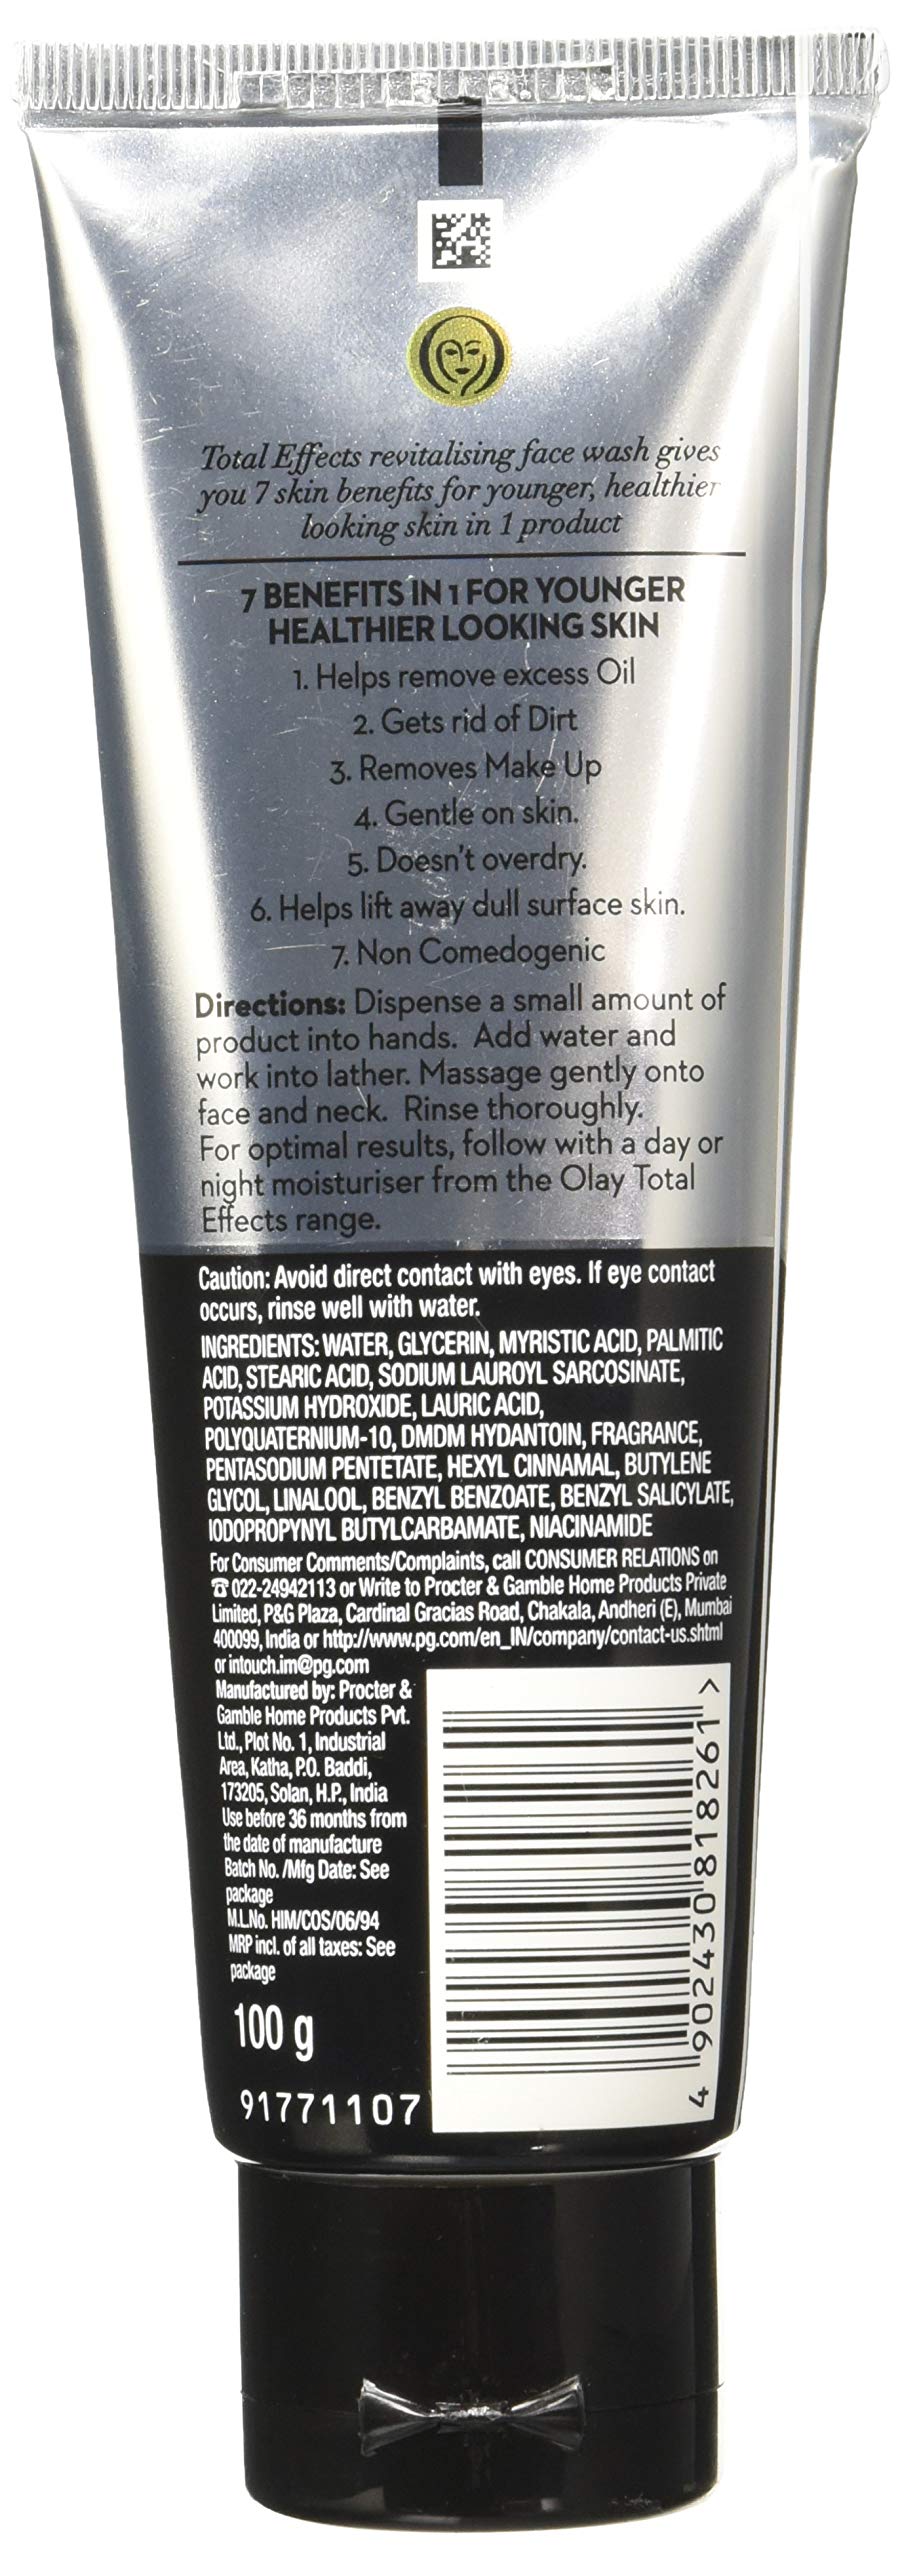 Total Effects revitalising face wash gives
you 7 skin benefits for younger, healthier
looking skin in 1 product
7 BENEFITS IN 1 FOR YOUNGER
HEALTHIER LOOKING SKIN
1. Helps remove excess Oil
2. Gets rid of Dirt
3. Removes Make Up
4. Gentle on skin.
5. Doesn't overdry.
6. Helps lift away dull surface skin.
7. Non Comedogenic
Directions: Dispense a small amount of
product into hands. Add water and
work into lather. Massage gently onto
face and neck. Rinse thoroughly.
For optimal results, follow with a day or
night moisturiser from the Olay Total
Effects range.
Caution: Avoid direct contact with eyes. If eye contact
occurs, rinse well with water.
INGREDIENTS: WATER, GLYCERIN, MYRISTIC ACID, PALMITIC
ACID, STEARIC ACID, SODIUM LAUROYL SARCOSINATE,
POTASSIUM HYDROXIDE, LAURIC ACID,
POLYQUATERNIUM-10, DMDM HYDANTOIN, FRAGRANCE,
PENTASODIUM PENTETATE, HEXYL CINNAMAL, BUTYLENE
GLYCOL, LINALOOL, BENZYL BENZOATE, BENZYL SALICYLATE,
IODOPROPYNYL BUTYLCARBAMATE, NIACINAMIDE
For Consumer Comments/Complaints, call CONSUMER RELATIONS on
☎ 022-24942113 or Write to Procter & Gamble Home Products Private
Limited, P&G Plaza, Cardinal Gracias Road, Chakala, Andheri (E), Mumbai
400099, India or http://www.pg.com/en_IN/company/contact-us.shtml
or intouch.im@pg.com
Manufactured by: Procter &
Gamble Home Products Pvt.
Ltd., Plot No. 1, Industrial
Area, Katha, P.O. Baddi,
173205, Solan, H.P., India
Use before 36 months from
the date of manufacture
Batch No. /Mfg Date: See
package
M.L.No. HIM/COS/06/94
MRP incl. of all taxes: See
package
100 g
91771107
4 902430 818261 >